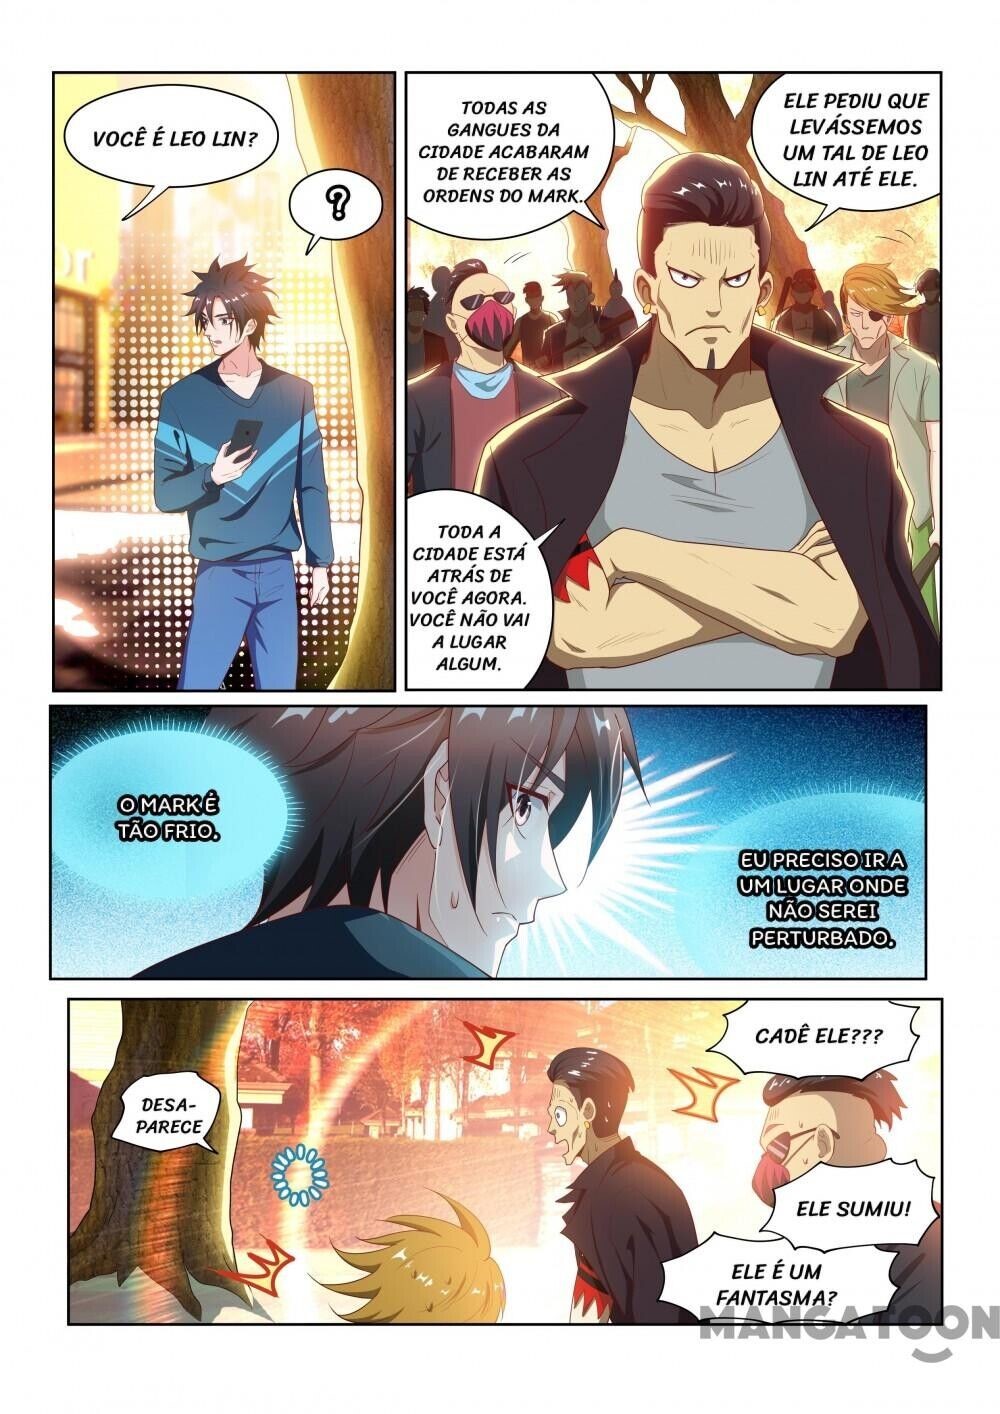 VOCÊ É LEO LIN?
?
TODAS AS
GANGUES DA
CIDADE ACABARAM
DE RECEBER AS
ORDENS DO MARK.
ELE PEDIU QUE
LEVÁSSEMOS
UM TAL DE LEO
LIN ATÉ ELE.
TODA A
CIDADE ESTÁ
ATRÁS DE
VOCÊ AGORA.
VOCÊ NÃO VAI
A LUGAR
ALGUM.
O MARK É
TÃO FRIO.
EU PRECISO IR A
UM LUGAR ONDE
NÃO SEREI
PERTURBADO.
CADÊ ELE???
DESA-
PARECE
ELE SUMIU!
ELE É UM
FANTASMA?
MANGATOON